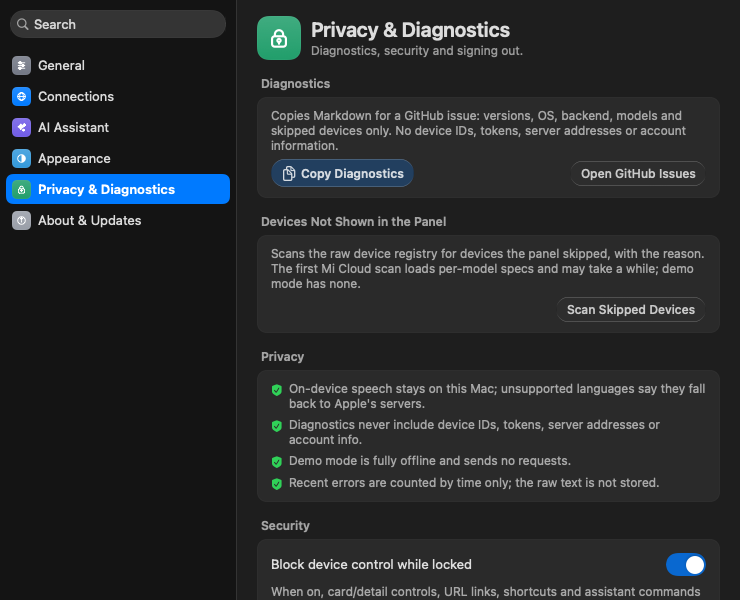 Search
General
Connections
AI Assistant
Appearance
Privacy & Diagnostics
About & Updates
Privacy & Diagnostics
Diagnostics, security and signing out.
Diagnostics
Copies Markdown for a GitHub issue: versions, OS, backend, models and
skipped devices only. No device IDs, tokens, server addresses or account
information.
Copy Diagnostics
Open GitHub Issues
Devices Not Shown in the Panel
Scans the raw device registry for devices the panel skipped, with the reason.
The first Mi Cloud scan loads per-model specs and may take a while; demo
mode has none.
Scan Skipped Devices
Privacy
On-device speech stays on this Mac; unsupported languages say they fall
back to Apple's servers.
Diagnostics never include device IDs, tokens, server addresses or
account info.
Demo mode is fully offline and sends no requests.
Recent errors are counted by time only; the raw text is not stored.
Security
Block device control while locked
When on, card/detail controls, URL links, shortcuts and assistant commands